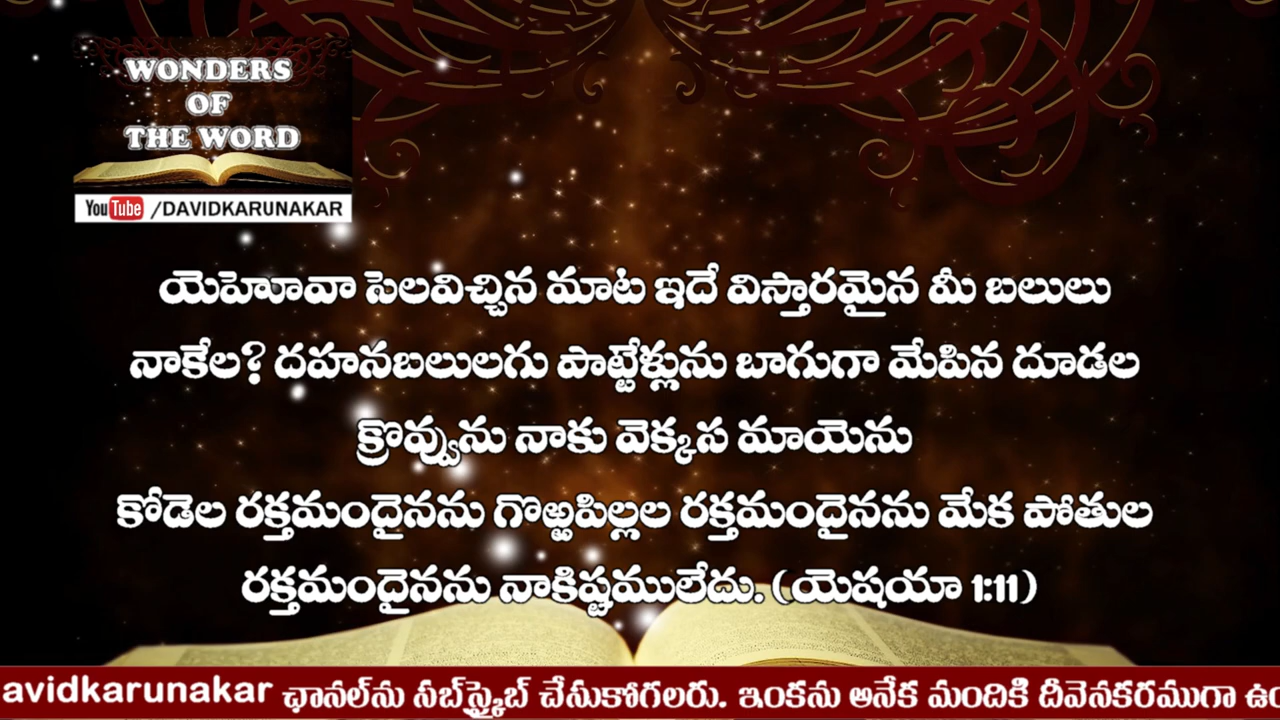 WONDERS
OF
THE WORD
YouTube /DAVIDKARUNAKAR
యెహోవా సెలవిచ్చిన మాట ఇదే విస్తారమైన మీ బలులు
నాకేల? దహనబలులగు పొట్టేళ్లును బాగుగా మేపిన దూడల
క్రొవ్వును నాకు వెక్కస మాయెను
కోడెల రక్తమందైనను గొఱ్ఱపిల్లల రక్తమందైనను మేక పోతుల
రక్తమందైనను నాకిష్టములేదు. (యెషయా 1:11)
avidkarunakar ఛానల్‌ను సబ్‌స్క్రైబ్ చేసుకోగలరు. ఇంకను అనేక మందికి దీవెనకరముగా